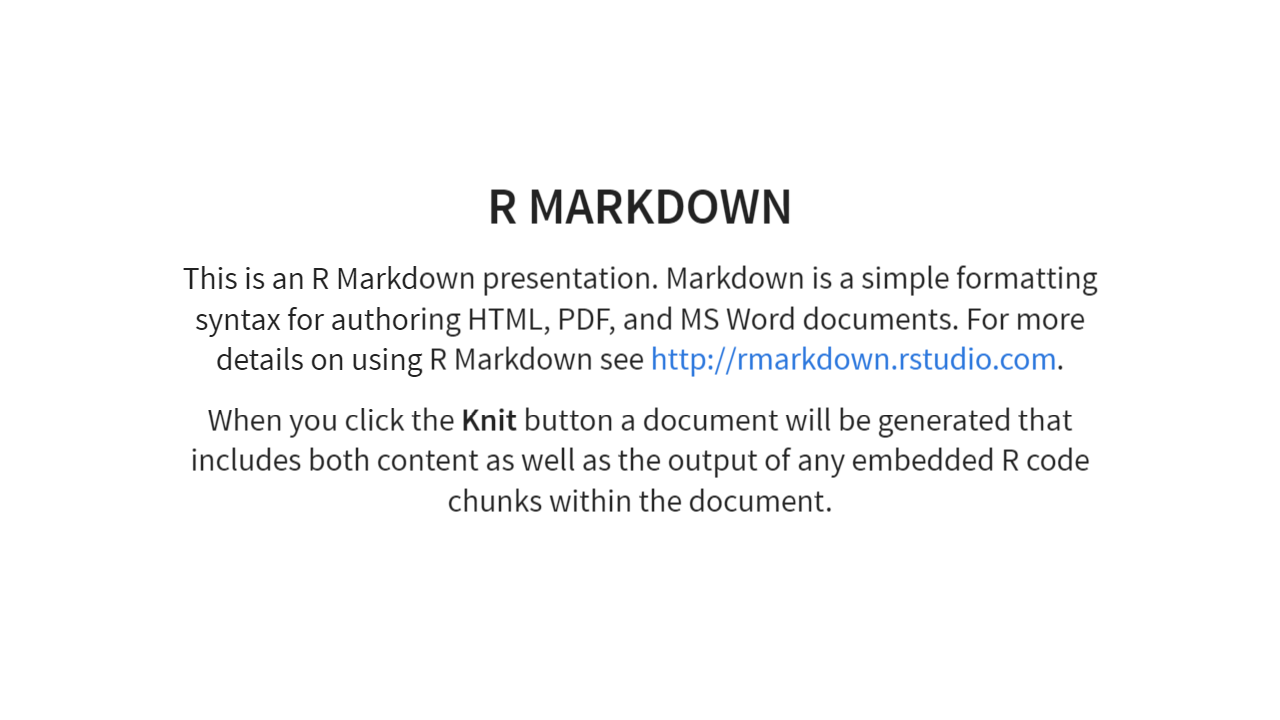 R MARKDOWN
This is an R Markdown presentation. Markdown is a simple formatting
syntax for authoring HTML, PDF, and MS Word documents. For more
details on using R Markdown see http://rmarkdown.rstudio.com.
When you click the Knit button a document will be generated that
includes both content as well as the output of any embedded R code
chunks within the document.